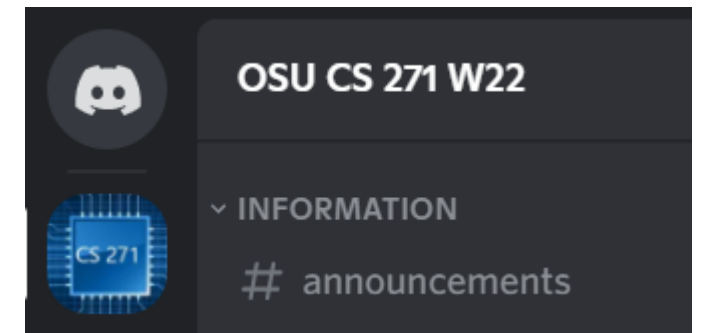 OSU CS 271 W22
INFORMATION
CS 271
# announcements